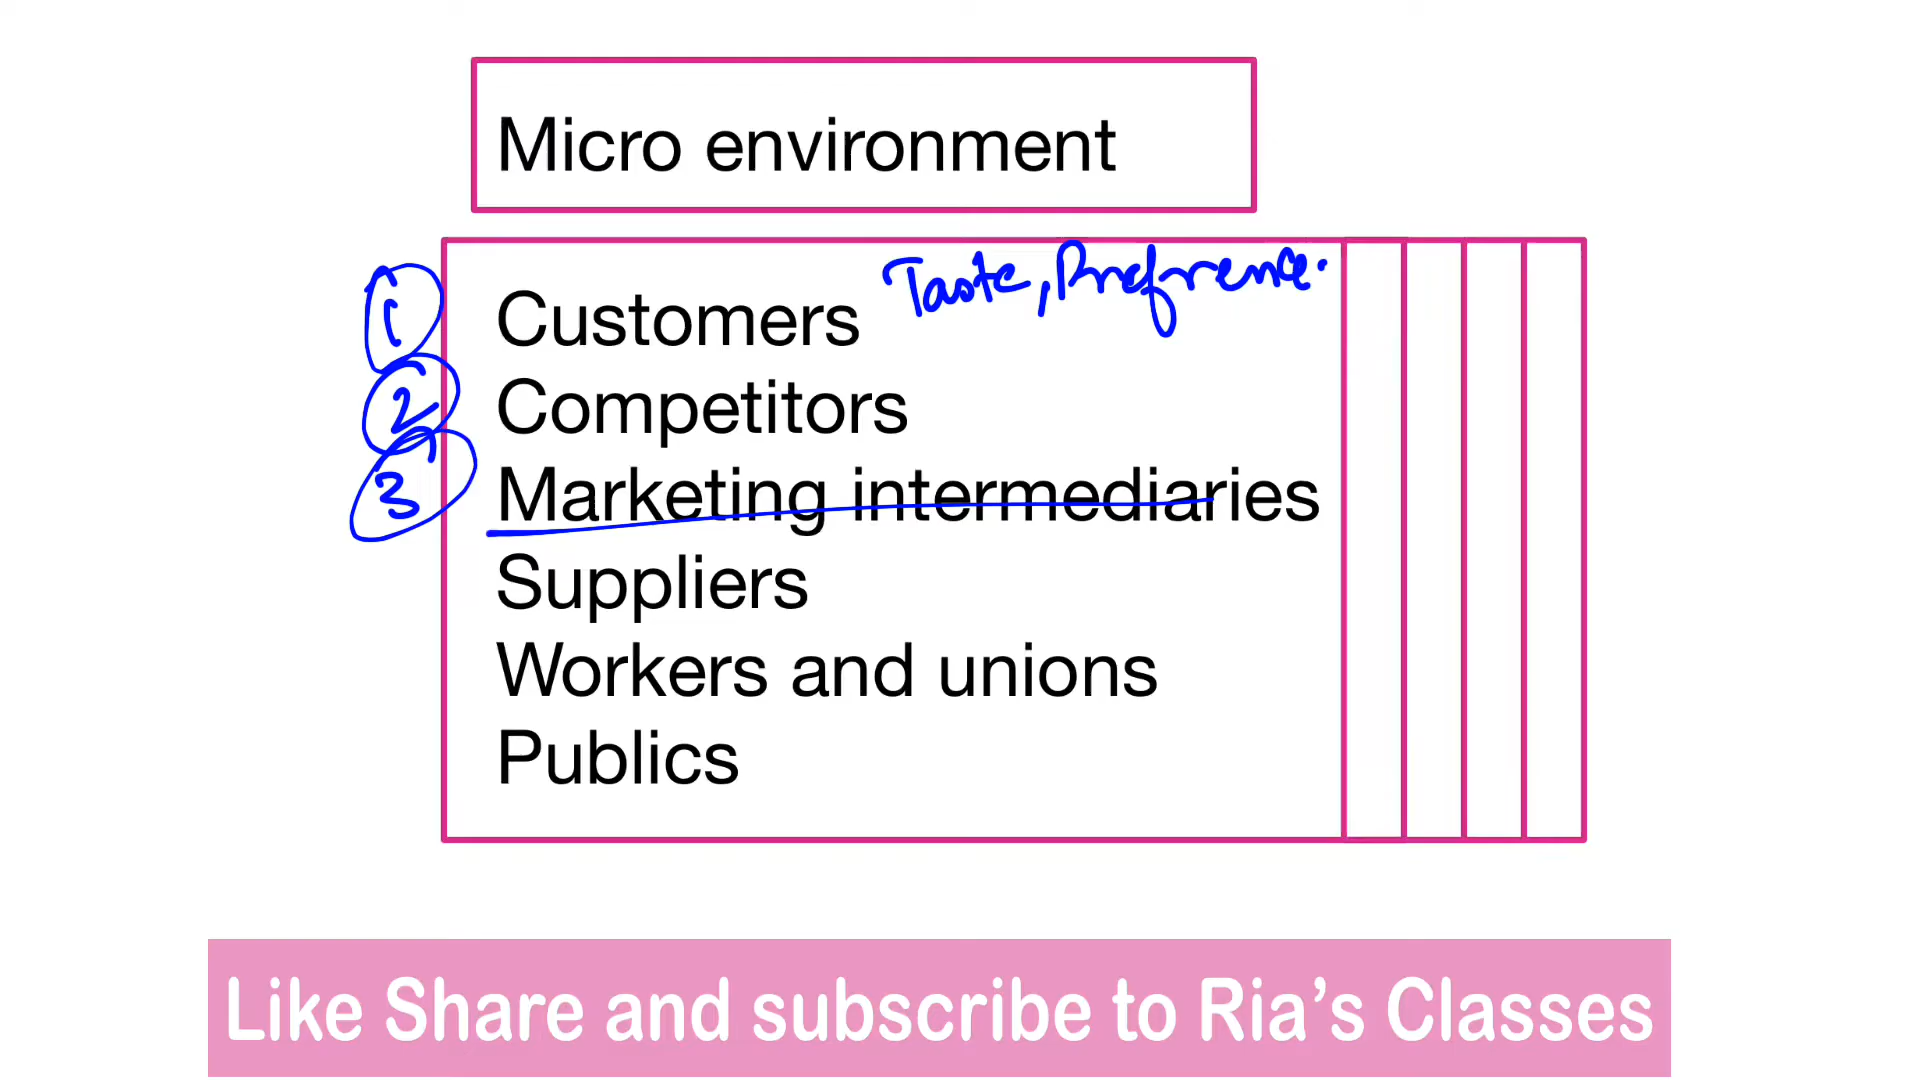 Micro environment
1 Customers Taste, Prefrence.
2 Competitors
3 Marketing intermediaries
Suppliers
Workers and unions
Publics
Like Share and subscribe to Ria's Classes